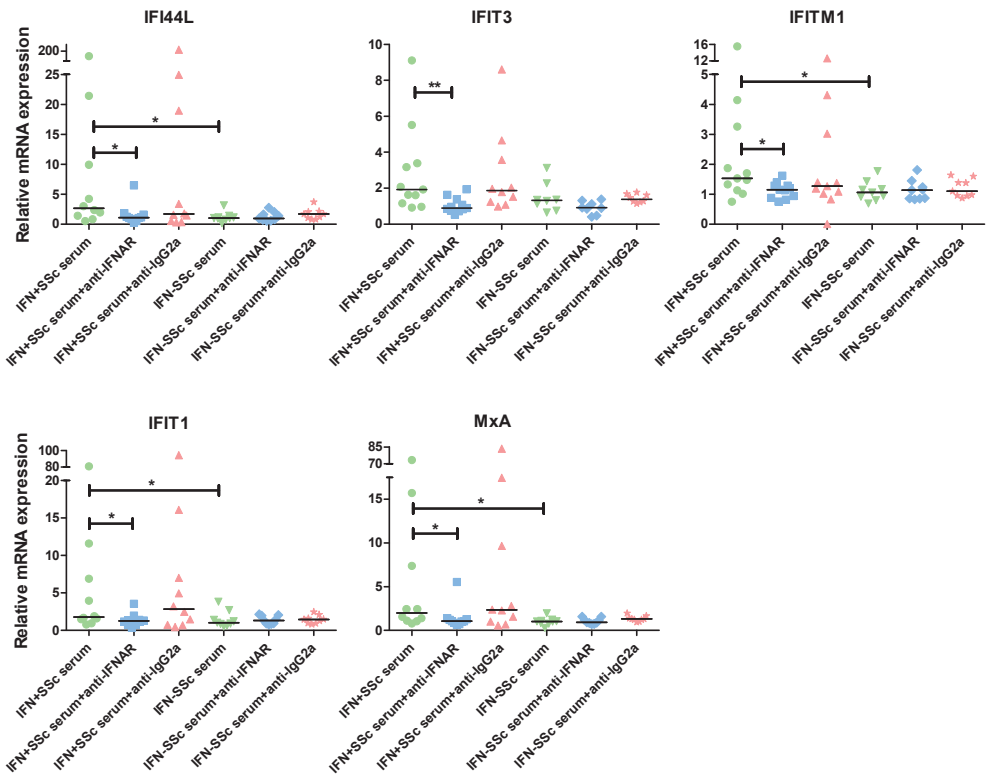 IFI44L
IFIT3
IFITM1
Relative mRNA expression
200
100
25
20
15
10
5
0
*
*
10
8
6
4
2
0
**
16
12
5
4
3
2
1
0
*
*
IFN+SSc serum
IFN+SSc serum+anti-IFNAR
IFN+SSc serum+anti-IgG2a
IFN-SSc serum
IFN-SSc serum+anti-IFNAR
IFN-SSc serum+anti-IgG2a
IFN+SSc serum
IFN+SSc serum+anti-IFNAR
IFN+SSc serum+anti-IgG2a
IFN-SSc serum
IFN-SSc serum+anti-IFNAR
IFN-SSc serum+anti-IgG2a
IFN+SSc serum
IFN+SSc serum+anti-IFNAR
IFN+SSc serum+anti-IgG2a
IFN-SSc serum
IFN-SSc serum+anti-IFNAR
IFN-SSc serum+anti-IgG2a
IFIT1
MxA
Relative mRNA expression
100
80
20
15
10
5
0
*
*
85
70
15
10
5
0
*
*
IFN+SSc serum
IFN+SSc serum+anti-IFNAR
IFN+SSc serum+anti-IgG2a
IFN-SSc serum
IFN-SSc serum+anti-IFNAR
IFN-SSc serum+anti-IgG2a
IFN+SSc serum
IFN+SSc serum+anti-IFNAR
IFN+SSc serum+anti-IgG2a
IFN-SSc serum
IFN-SSc serum+anti-IFNAR
IFN-SSc serum+anti-IgG2a